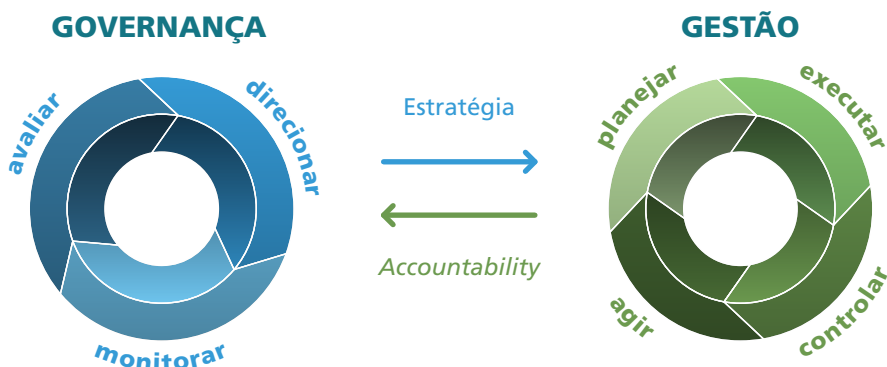 GOVERNANÇA
avaliar
direcionar
monitorar
Estratégia
Accountability
GESTÃO
planejar
executar
controlar
agir